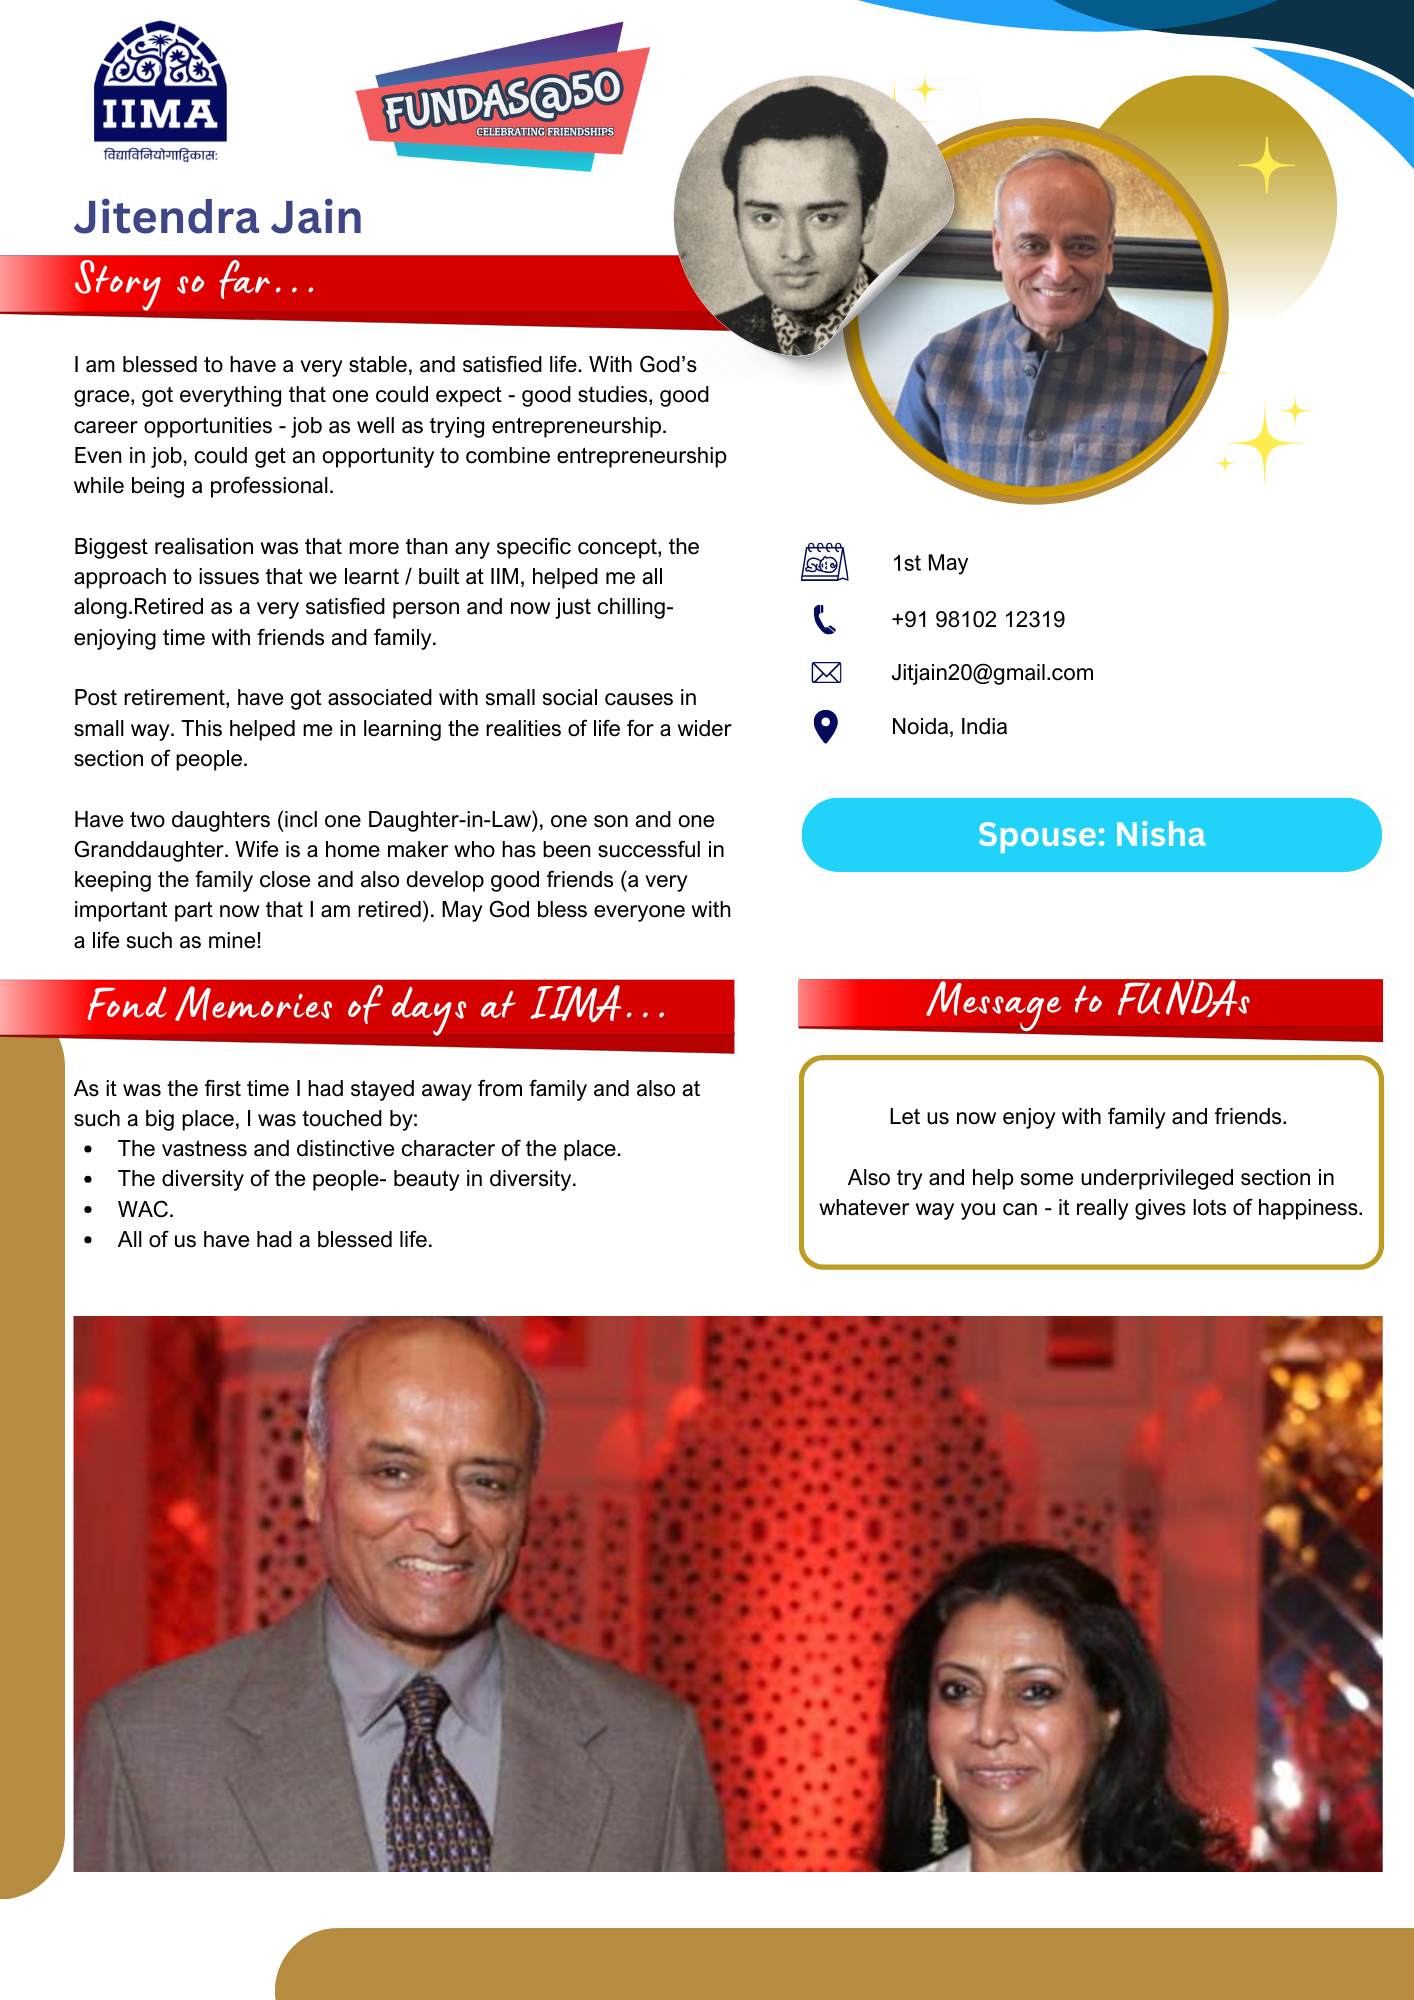 IIMA
विद्याविनियोगाद्विकासः
FUNDAS@50
CELEBRATING FRIENDSHIPS
Jitendra Jain
Story so far...
I am blessed to have a very stable, and satisfied life. With God’s
grace, got everything that one could expect - good studies, good
career opportunities - job as well as trying entrepreneurship.
Even in job, could get an opportunity to combine entrepreneurship
while being a professional.
Biggest realisation was that more than any specific concept, the
approach to issues that we learnt / built at IIM, helped me all
along.Retired as a very satisfied person and now just chilling-
enjoying time with friends and family.
Post retirement, have got associated with small social causes in
small way. This helped me in learning the realities of life for a wider
section of people.
Have two daughters (incl one Daughter-in-Law), one son and one
Granddaughter. Wife is a home maker who has been successful in
keeping the family close and also develop good friends (a very
important part now that I am retired). May God bless everyone with
a life such as mine!
1st May
+91 98102 12319
Jitjain20@gmail.com
Noida, India
Spouse: Nisha
Fond Memories of days at IIMA...
As it was the first time I had stayed away from family and also at
such a big place, I was touched by:
• The vastness and distinctive character of the place.
• The diversity of the people- beauty in diversity.
• WAC.
• All of us have had a blessed life.
Message to FUNDAs
Let us now enjoy with family and friends.
Also try and help some underprivileged section in
whatever way you can - it really gives lots of happiness.